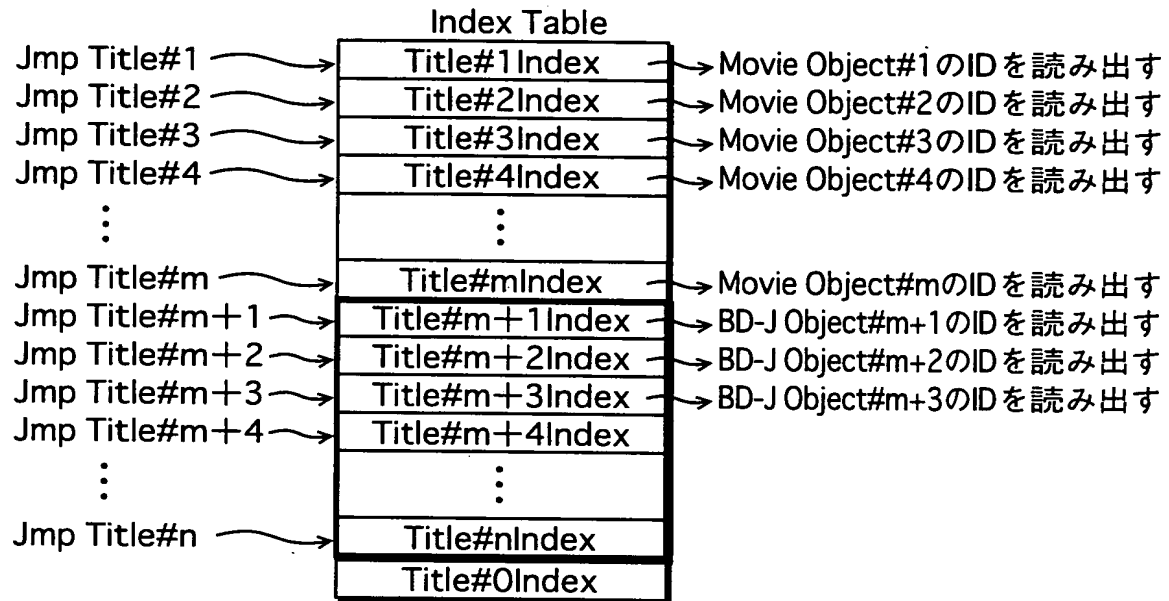 Index Table
Jmp Title#1 Title#1Index Movie Object#1のIDを読み出す
Jmp Title#2 Title#2Index Movie Object#2のIDを読み出す
Jmp Title#3 Title#3Index Movie Object#3のIDを読み出す
Jmp Title#4 Title#4Index Movie Object#4のIDを読み出す
⋮ ⋮
Jmp Title#m Title#mIndex Movie Object#mのIDを読み出す
Jmp Title#m+1 Title#m+1Index BD-J Object#m+1のIDを読み出す
Jmp Title#m+2 Title#m+2Index BD-J Object#m+2のIDを読み出す
Jmp Title#m+3 Title#m+3Index BD-J Object#m+3のIDを読み出す
Jmp Title#m+4 Title#m+4Index
⋮ ⋮
Jmp Title#n Title#nIndex
Title#0Index